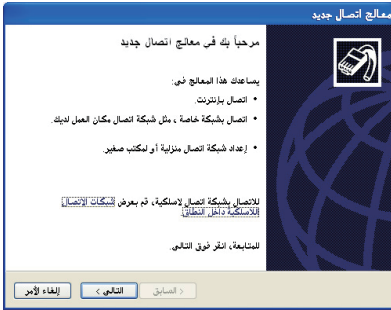 معالج اتصال جديد
مرحباً بك في معالج اتصال جديد
يساعدك هذا المعالج في:
• اتصال بإنترنت.
• اتصال بشبكة خاصة ، مثل شبكة اتصال مكان العمل لديك.
• إعداد شبكة اتصال منزلية أو لمكتب صغير.
للاتصال بشبكة اتصال لاسلكية، قم بعرض شبكات الاتصال
اللاسلكية داخل النطاق.
للمتابعة، انقر فوق التالي.
< السابق
التالي >
إلغاء الأمر